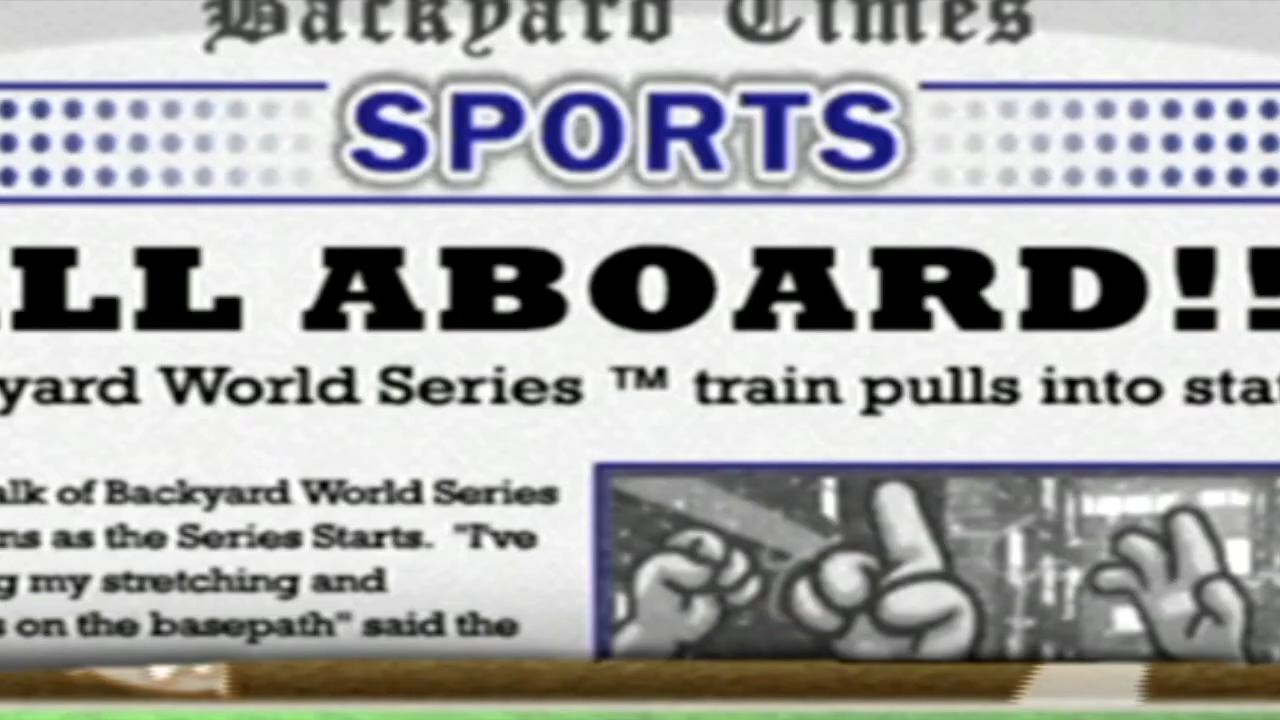 Backyard Times
SPORTS
LL ABOARD!!
yard World Series ™ train pulls into sta
alk of Backyard World Series
ns as the Series Starts. "I've
g my stretching and
s on the basepath" said the